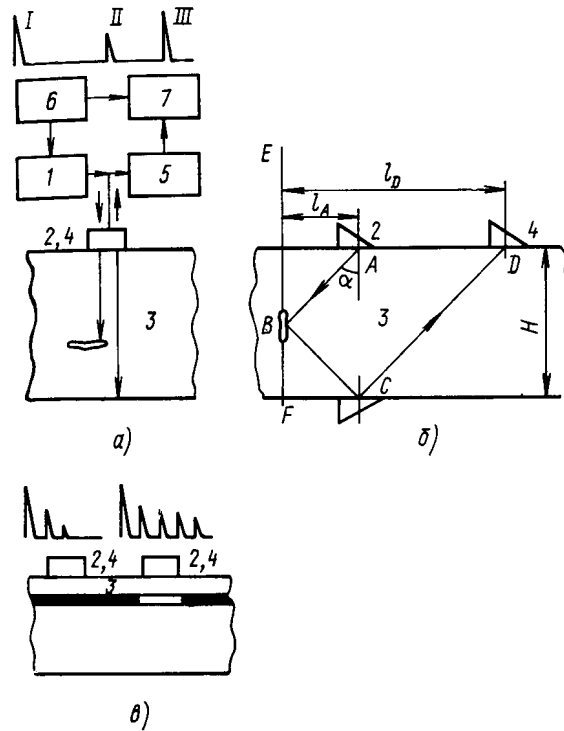 I II III
6 7
1 5
2,4
3
а)
E
l_D
l_A
2 4
A D
α
B 3 H
C
F
б)
2,4 2,4
3
в)